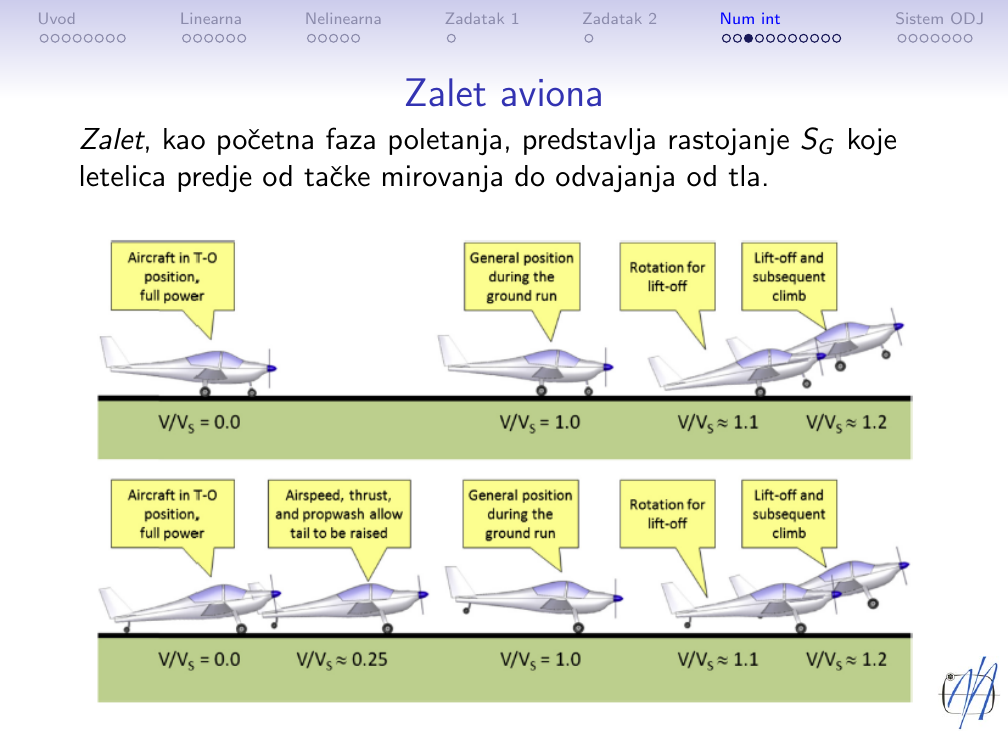 Uvod Linearna Nelinearna Zadatak 1 Zadatak 2 Num int Sistem ODJ
Zalet aviona
Zalet, kao početna faza poletanja, predstavlja rastojanje S_G koje
letelica predje od tačke mirovanja do odvajanja od tla.
Aircraft in T-O
position,
full power
General position
during the
ground run
Rotation for
lift-off
Lift-off and
subsequent
climb
V/V_S = 0.0 V/V_S = 1.0 V/V_S ≈ 1.1 V/V_S ≈ 1.2
Aircraft in T-O
position,
full power
Airspeed, thrust,
and propwash allow
tail to be raised
General position
during the
ground run
Rotation for
lift-off
Lift-off and
subsequent
climb
V/V_S = 0.0 V/V_S ≈ 0.25 V/V_S = 1.0 V/V_S ≈ 1.1 V/V_S ≈ 1.2